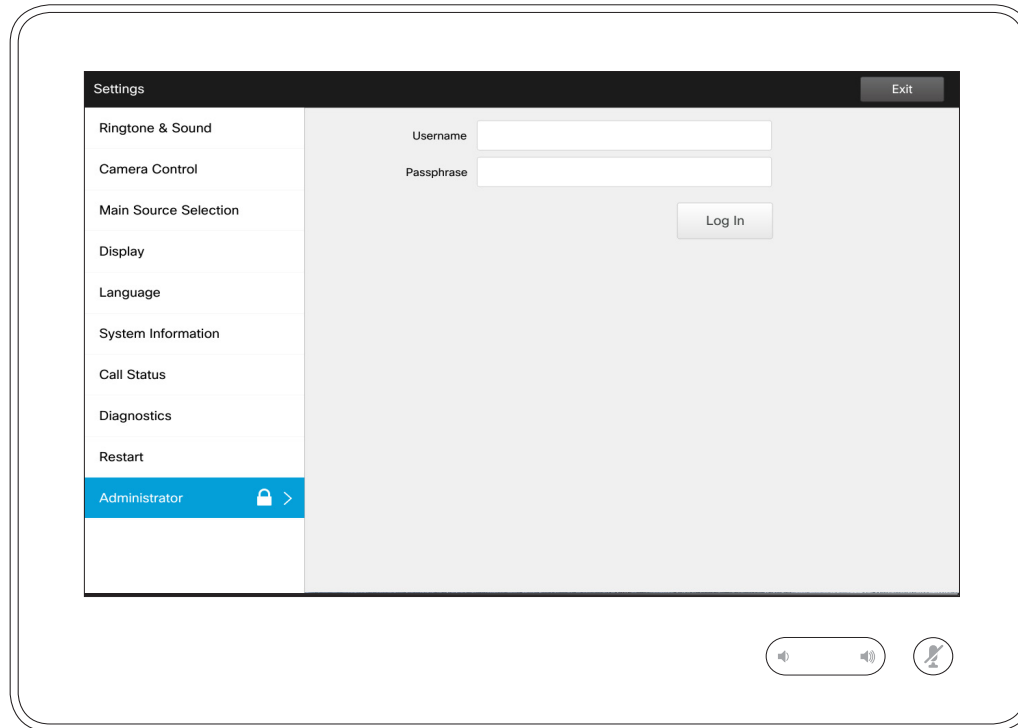 Settings
Exit
Ringtone & Sound
Camera Control
Main Source Selection
Display
Language
System Information
Call Status
Diagnostics
Restart
Administrator
Username
Passphrase
Log In